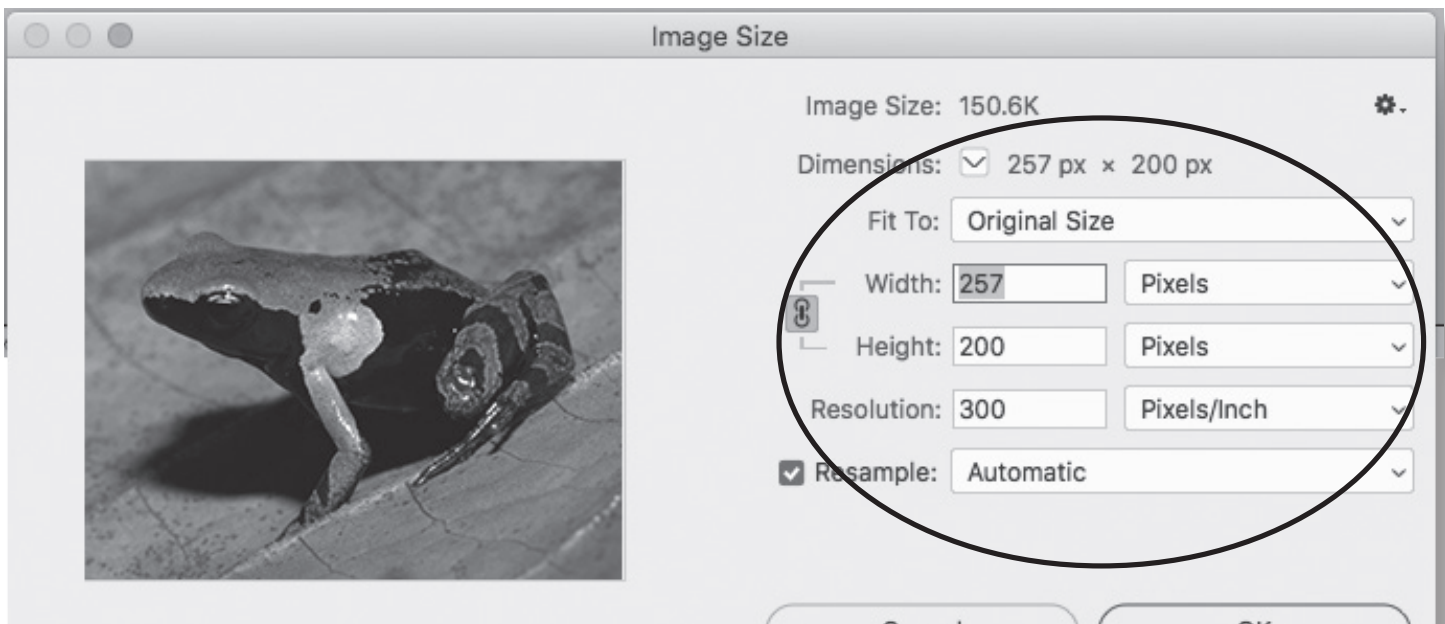 Image Size
Image Size: 150.6K
Dimensions: 257 px × 200 px
Fit To: Original Size
Width: 257 Pixels
Height: 200 Pixels
Resolution: 300 Pixels/Inch
Resample: Automatic